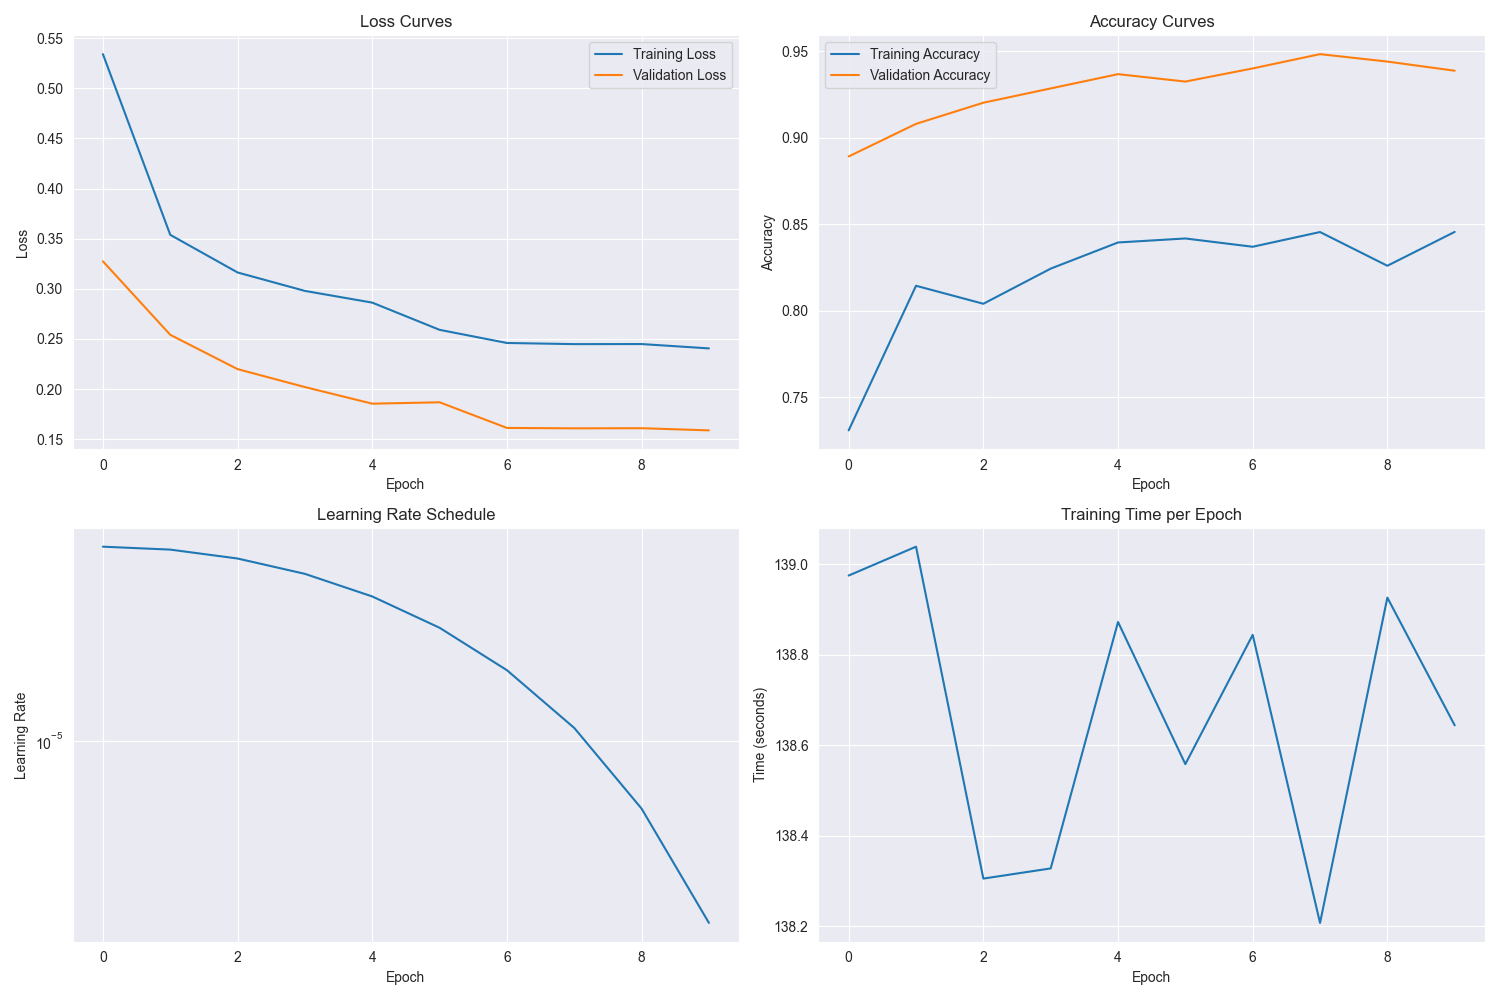 Loss Curves
0.55
0.50
0.45
0.40
0.35
0.30
0.25
0.20
0.15
Loss
Training Loss
Validation Loss
0 2 4 6 8
Epoch
Accuracy Curves
0.95
0.90
0.85
0.80
0.75
Accuracy
Training Accuracy
Validation Accuracy
0 2 4 6 8
Epoch
Learning Rate Schedule
10⁻⁵
Learning Rate
0 2 4 6 8
Epoch
Training Time per Epoch
139.0
138.8
138.6
138.4
138.2
Time (seconds)
0 2 4 6 8
Epoch